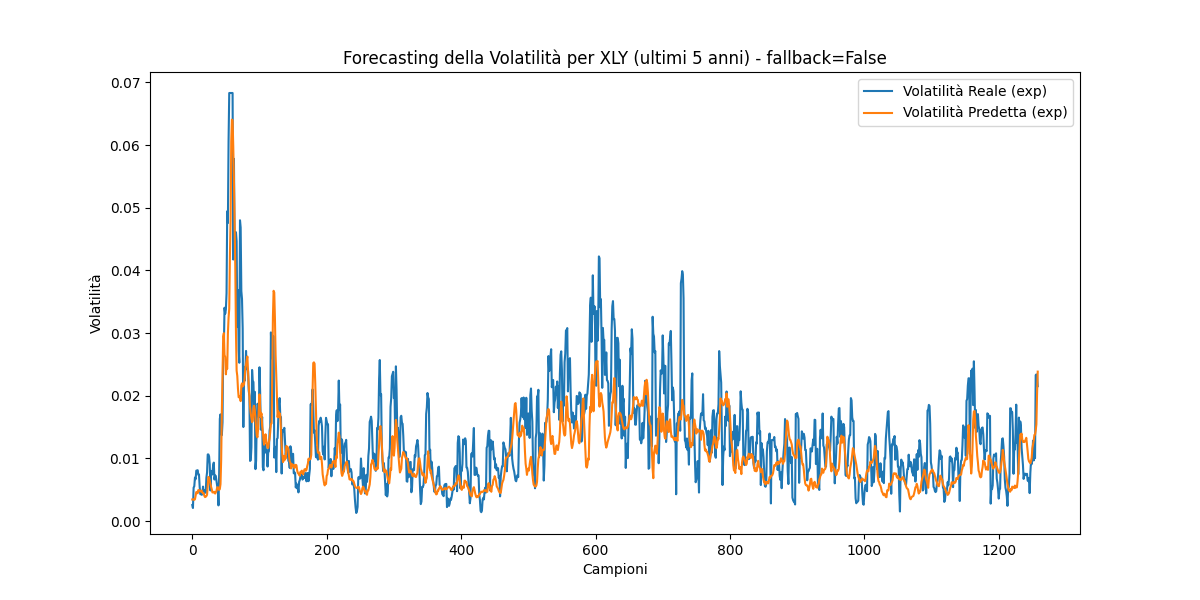 Forecasting della Volatilità per XLY (ultimi 5 anni) - fallback=False
Volatilità Reale (exp)
Volatilità Predetta (exp)
0.07
0.06
0.05
0.04
0.03
0.02
0.01
0.00
Volatilità
0 200 400 600 800 1000 1200
Campioni